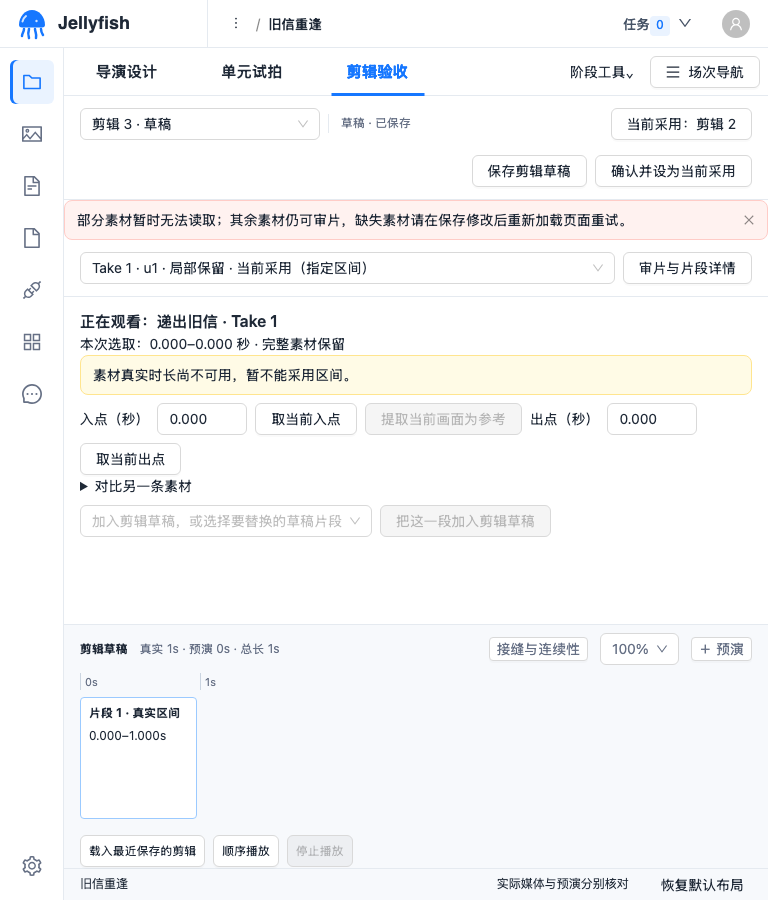 Jellyfish
⋮ / 旧信重逢
任务 0
导演设计 单元试拍 剪辑验收 阶段工具 场次导航
剪辑 3 · 草稿 草稿 · 已保存 当前采用：剪辑 2
保存剪辑草稿 确认并设为当前采用
部分素材暂时无法读取；其余素材仍可审片，缺失素材请在保存修改后重新加载页面重试。
Take 1 · u1 · 局部保留 · 当前采用（指定区间） 审片与片段详情
正在观看：递出旧信 · Take 1
本次选取：0.000–0.000 秒 · 完整素材保留
素材真实时长尚不可用，暂不能采用区间。
入点（秒） 0.000 取当前入点 提取当前画面为参考 出点（秒） 0.000
取当前出点
对比另一条素材
加入剪辑草稿，或选择要替换的草稿片段 把这一段加入剪辑草稿
剪辑草稿 真实 1s · 预演 0s · 总长 1s 接缝与连续性 100% + 预演
0s 1s
片段 1 · 真实区间
0.000–1.000s
载入最近保存的剪辑 顺序播放 停止播放
旧信重逢 实际媒体与预演分别核对 恢复默认布局